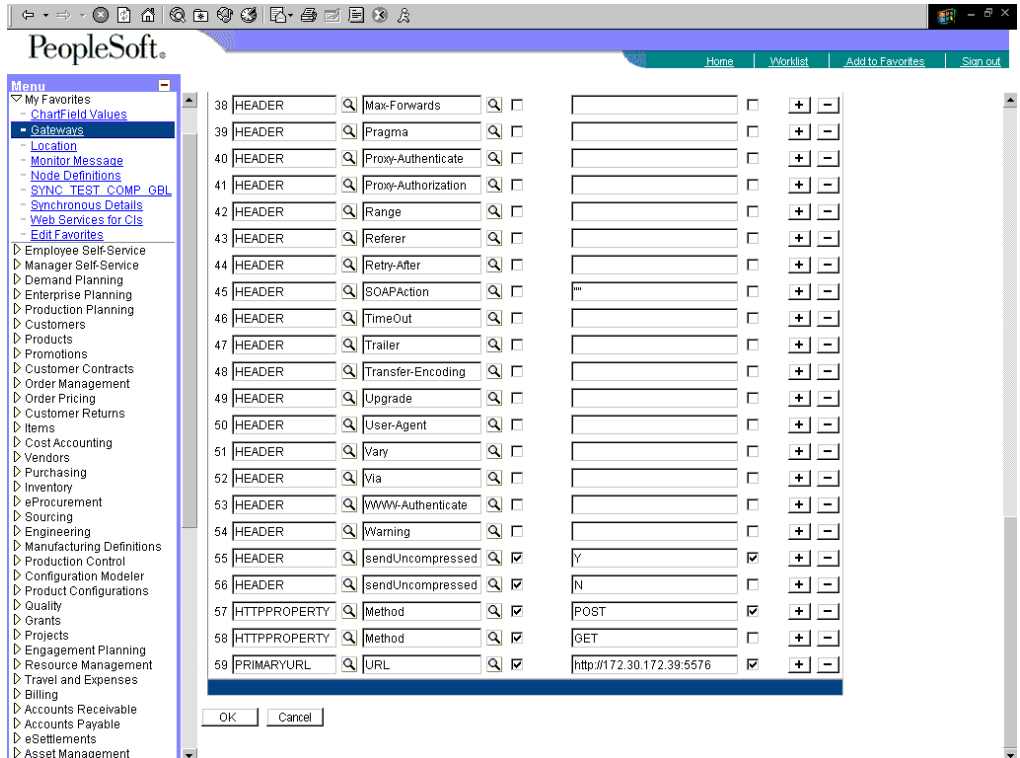 PeopleSoft.
Home Worklist Add to Favorites Sign out
Menu
My Favorites
ChartField Values
Gateways
Location
Monitor Message
Node Definitions
SYNC_TEST_COMP_GBL
Synchronous Details
Web Services for CIs
Edit Favorites
Employee Self-Service
Manager Self-Service
Demand Planning
Enterprise Planning
Production Planning
Customers
Products
Promotions
Customer Contracts
Order Management
Order Pricing
Customer Returns
Items
Cost Accounting
Vendors
Purchasing
Inventory
eProcurement
Sourcing
Engineering
Manufacturing Definitions
Production Control
Configuration Modeler
Product Configurations
Quality
Grants
Projects
Engagement Planning
Resource Management
Travel and Expenses
Billing
Accounts Receivable
Accounts Payable
eSettlements
Asset Management
38 HEADER Max-Forwards
39 HEADER Pragma
40 HEADER Proxy-Authenticate
41 HEADER Proxy-Authorization
42 HEADER Range
43 HEADER Referer
44 HEADER Retry-After
45 HEADER SOAPAction ""
46 HEADER TimeOut
47 HEADER Trailer
48 HEADER Transfer-Encoding
49 HEADER Upgrade
50 HEADER User-Agent
51 HEADER Vary
52 HEADER Via
53 HEADER WWW-Authenticate
54 HEADER Warning
55 HEADER sendUncompressed Y
56 HEADER sendUncompressed N
57 HTTPPROPERTY Method POST
58 HTTPPROPERTY Method GET
59 PRIMARYURL URL http://172.30.172.39:5576
OK Cancel